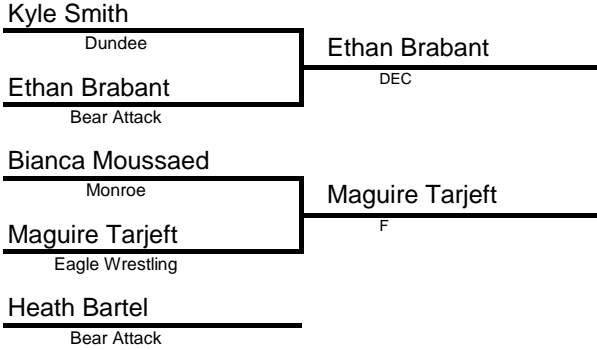 Kyle Smith
Dundee
Ethan Brabant
DEC
Ethan Brabant
Bear Attack
Bianca Moussaed
Monroe
Maguire Tarjeft
F
Maguire Tarjeft
Eagle Wrestling
Heath Bartel
Bear Attack